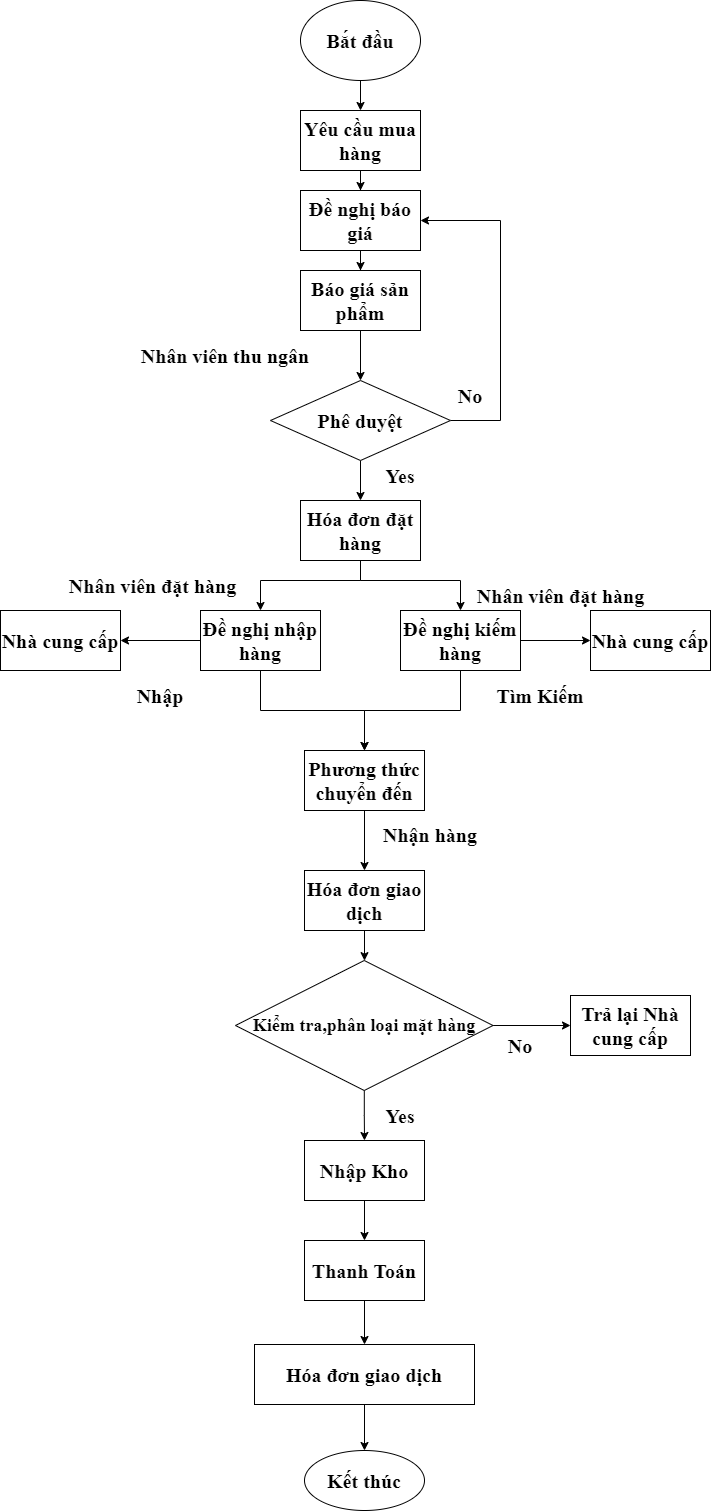 Bắt đầu
Yêu cầu mua
hàng
Đề nghị báo
giá
Báo giá sản
phẩm
Nhân viên thu ngân
Phê duyệt
No
Yes
Hóa đơn đặt
hàng
Nhân viên đặt hàng
Nhân viên đặt hàng
Nhà cung cấp
Đề nghị nhập
hàng
Đề nghị kiếm
hàng
Nhà cung cấp
Nhập
Tìm Kiếm
Phương thức
chuyển đến
Nhận hàng
Hóa đơn giao
dịch
Kiểm tra,phân loại mặt hàng
No
Trả lại Nhà
cung cấp
Yes
Nhập Kho
Thanh Toán
Hóa đơn giao dịch
Kết thúc